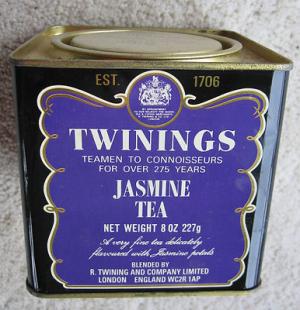 EST. 1706
TWININGS
TEAMEN TO CONNOISSEURS
FOR OVER 275 YEARS
JASMINE
TEA
NET WEIGHT 8 OZ 227g
A very fine tea delicately
flavoured with Jasmine petals
BLENDED BY
R. TWINING AND COMPANY LIMITED
LONDON ENGLAND WC2R 1AP